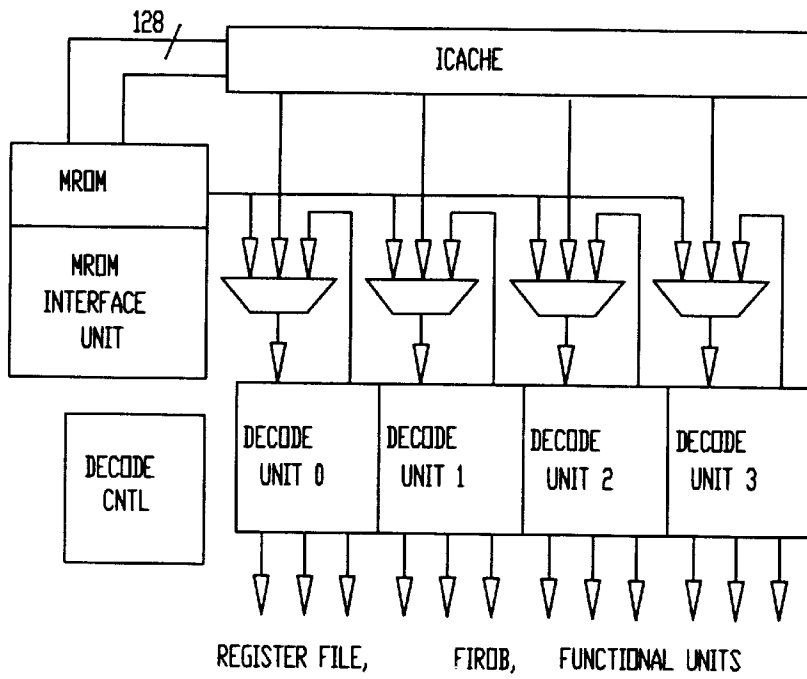 128
ICACHE
MROM
MROM
INTERFACE
UNIT
DECODE
CNTL
DECODE
UNIT 0
DECODE
UNIT 1
DECODE
UNIT 2
DECODE
UNIT 3
REGISTER FILE, FIROB, FUNCTIONAL UNITS